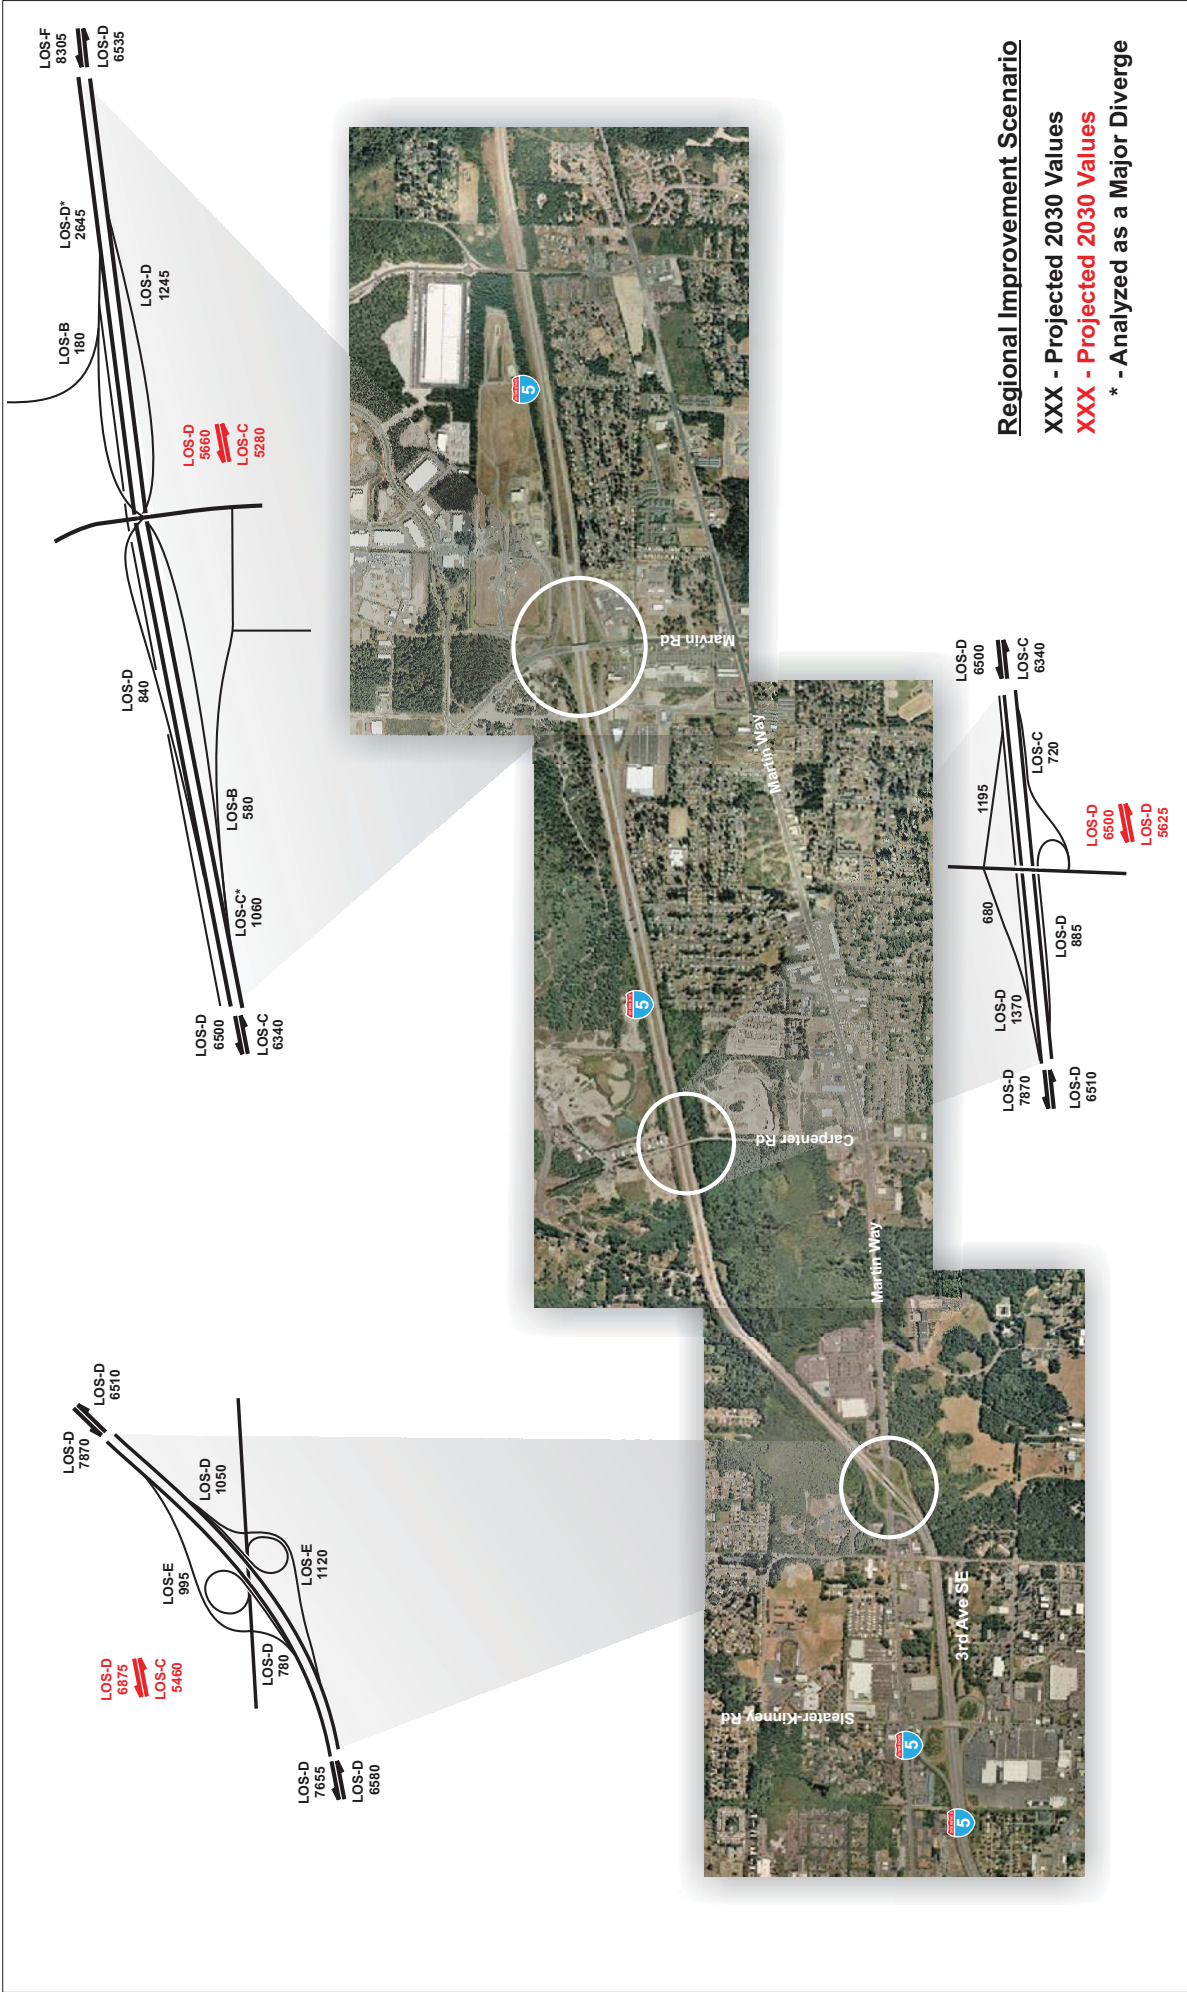 LOS-D
7870
LOS-D
6510
LOS-E
995
LOS-D
1050
LOS-D
6875
LOS-C
5460
LOS-D
780
LOS-E
1120
LOS-D
7655
LOS-D
6580
LOS-D
6500
LOS-C
6340
LOS-C*
1060
LOS-B
580
LOS-D
840
LOS-D
5660
LOS-C
5280
LOS-B
180
LOS-D*
2645
LOS-D
1245
LOS-F
8305
LOS-D
6535
Sleater-Kinney Rd
5
5
3rd Ave SE
Martin Way
Carpenter Rd
5
Martin Way
Marvin Rd
5
LOS-D
7870
LOS-D
6510
LOS-D
1370
680
LOS-D
885
1195
LOS-C
720
LOS-D
6500
LOS-D
5625
LOS-D
6500
LOS-C
6340
Regional Improvement Scenario
XXX - Projected 2030 Values
XXX - Projected 2030 Values
* - Analyzed as a Major Diverge